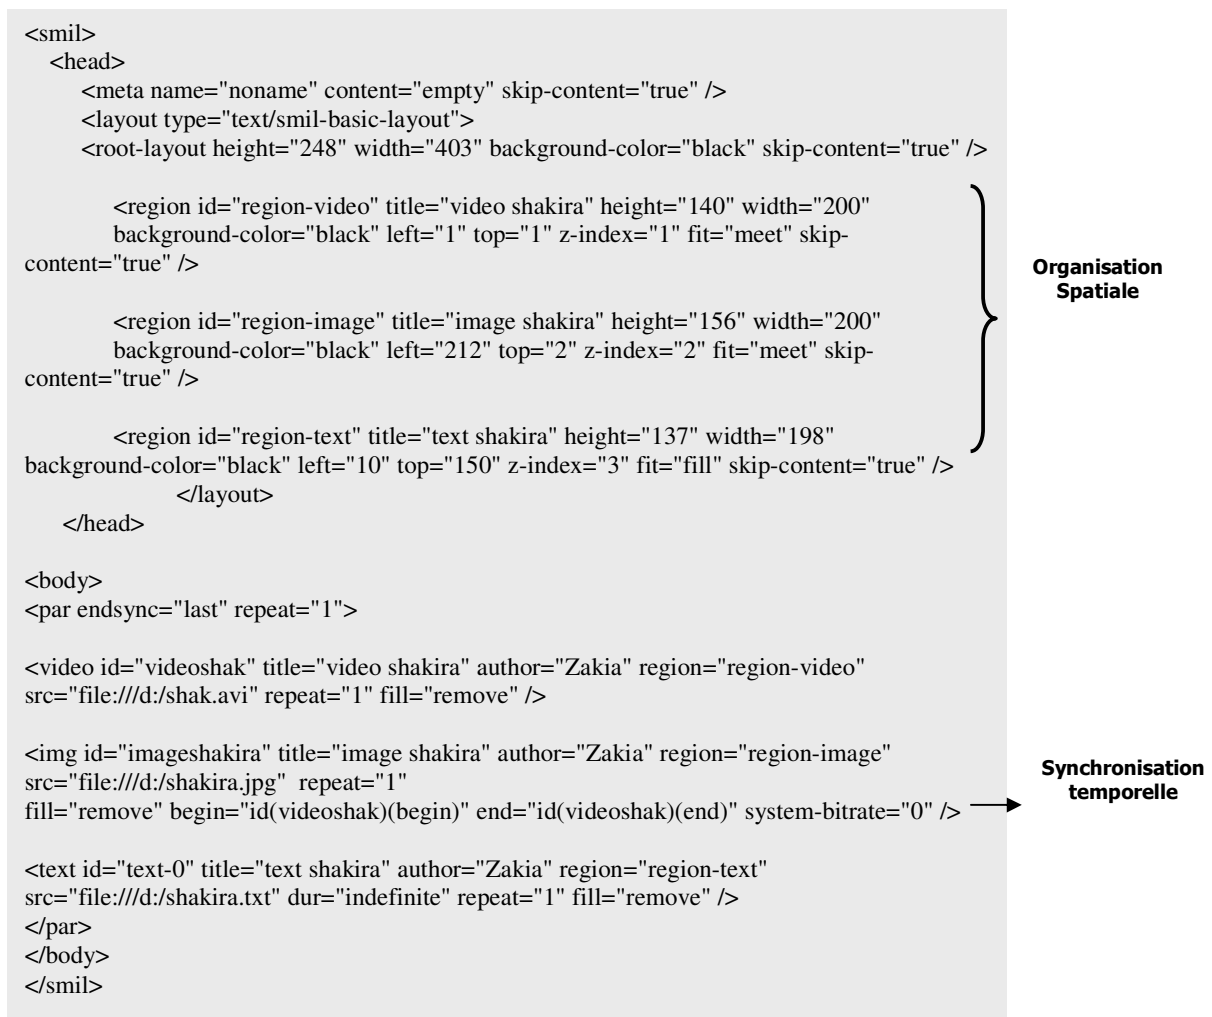 <smil>
<head>
<meta name="noname" content="empty" skip-content="true" />
<layout type="text/smil-basic-layout">
<root-layout height="248" width="403" background-color="black" skip-content="true" />
<region id="region-video" title="video shakira" height="140" width="200"
background-color="black" left="1" top="1" z-index="1" fit="meet" skip-
content="true" />
<region id="region-image" title="image shakira" height="156" width="200"
background-color="black" left="212" top="2" z-index="2" fit="meet" skip-
content="true" />
<region id="region-text" title="text shakira" height="137" width="198"
background-color="black" left="10" top="150" z-index="3" fit="fill" skip-content="true" />
</layout>
</head>
Organisation
Spatiale
<body>
<par endsync="last" repeat="1">
<video id="videoshak" title="video shakira" author="Zakia" region="region-video"
src="file:///d:/shak.avi" repeat="1" fill="remove" />
<img id="imageshakira" title="image shakira" author="Zakia" region="region-image"
src="file:///d:/shakira.jpg"  repeat="1"
fill="remove" begin="id(videoshak)(begin)" end="id(videoshak)(end)" system-bitrate="0" />
Synchronisation
temporelle
<text id="text-0" title="text shakira" author="Zakia" region="region-text"
src="file:///d:/shakira.txt" dur="indefinite" repeat="1" fill="remove" />
</par>
</body>
</smil>